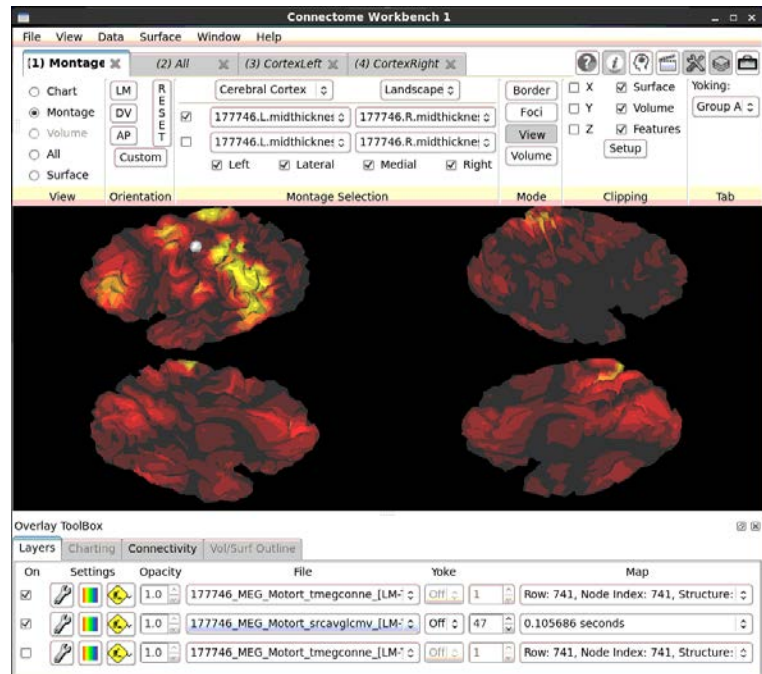 Connectome Workbench 1
File View Data Surface Window Help
(1) Montage (2) All (3) CortexLeft (4) CortexRight
Chart LM RESET Cerebral Cortex Landscape Border X Surface Yoking:
Montage DV 177746.L.midthicknes 177746.R.midthickne Foci Y Volume Group A
Volume AP 177746.L.midthicknes 177746.R.midthickne View Z Features
All Custom Left Lateral Medial Right Volume Setup
Surface
View Orientation Montage Selection Mode Clipping Tab
Overlay ToolBox
Layers Charting Connectivity Vol/Surf Outline
On Settings Opacity File Yoke Map
1.0 177746_MEG_Motort_tmegconne_[LM- Off 1 Row: 741, Node Index: 741, Structure:
1.0 177746_MEG_Motort_srcavglcmv_[LM- Off 47 0.105686 seconds
1.0 177746_MEG_Motort_tmegconne_[LM- Off 1 Row: 741, Node Index: 741, Structure: